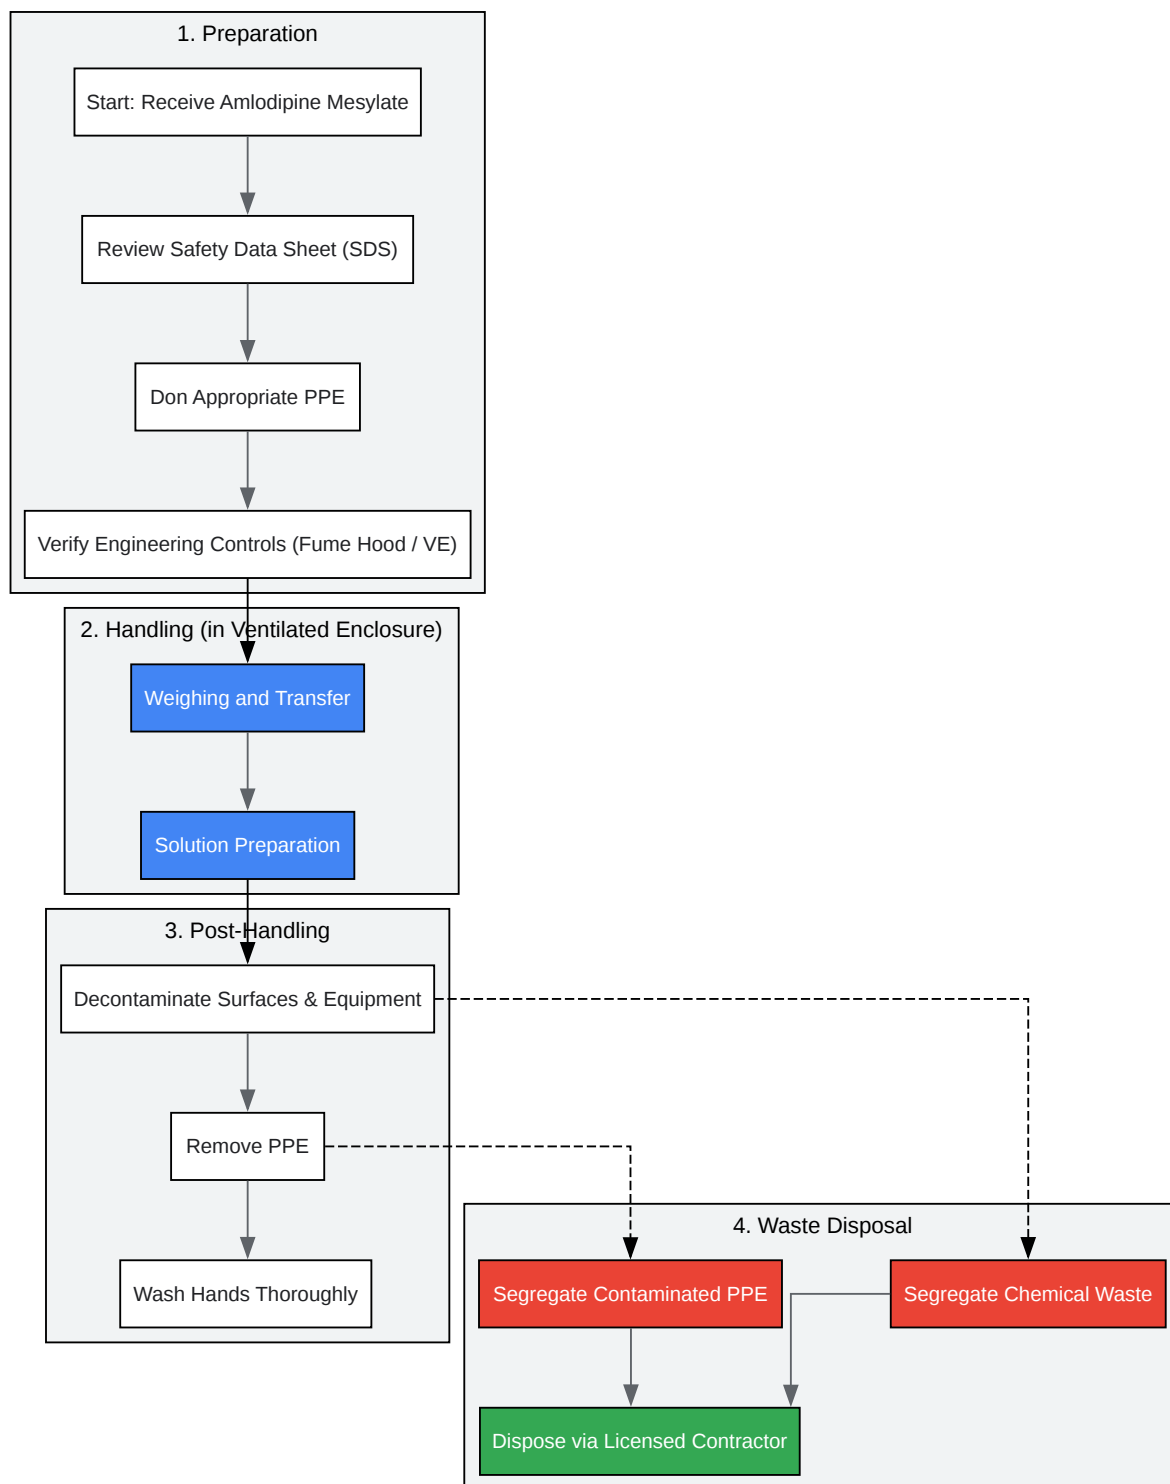 1. Preparation
Start: Receive Amlodipine Mesylate
Review Safety Data Sheet (SDS)
Don Appropriate PPE
Verify Engineering Controls (Fume Hood / VE)
2. Handling (in Ventilated Enclosure)
Weighing and Transfer
Solution Preparation
3. Post-Handling
Decontaminate Surfaces & Equipment
Remove PPE
Wash Hands Thoroughly
4. Waste Disposal
Segregate Contaminated PPE
Segregate Chemical Waste
Dispose via Licensed Contractor